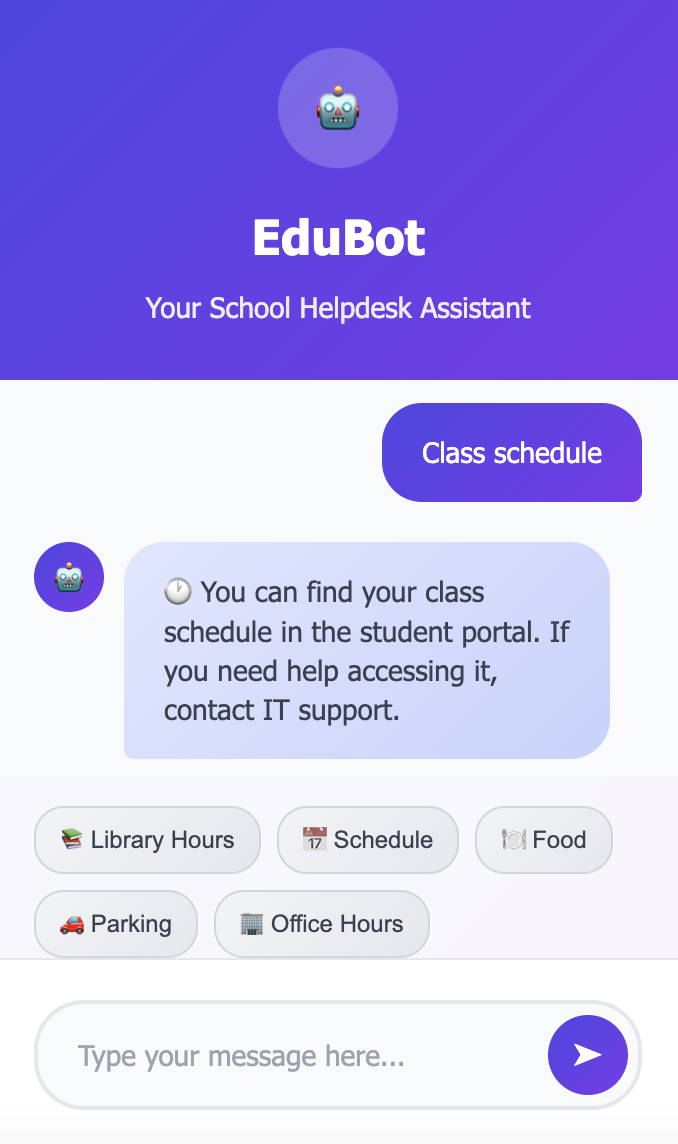 EduBot
Your School Helpdesk Assistant
Class schedule
🕐 You can find your class
schedule in the student portal. If
you need help accessing it,
contact IT support.
📚 Library Hours
📅 Schedule
🍽️ Food
🚗 Parking
🏢 Office Hours
Type your message here...